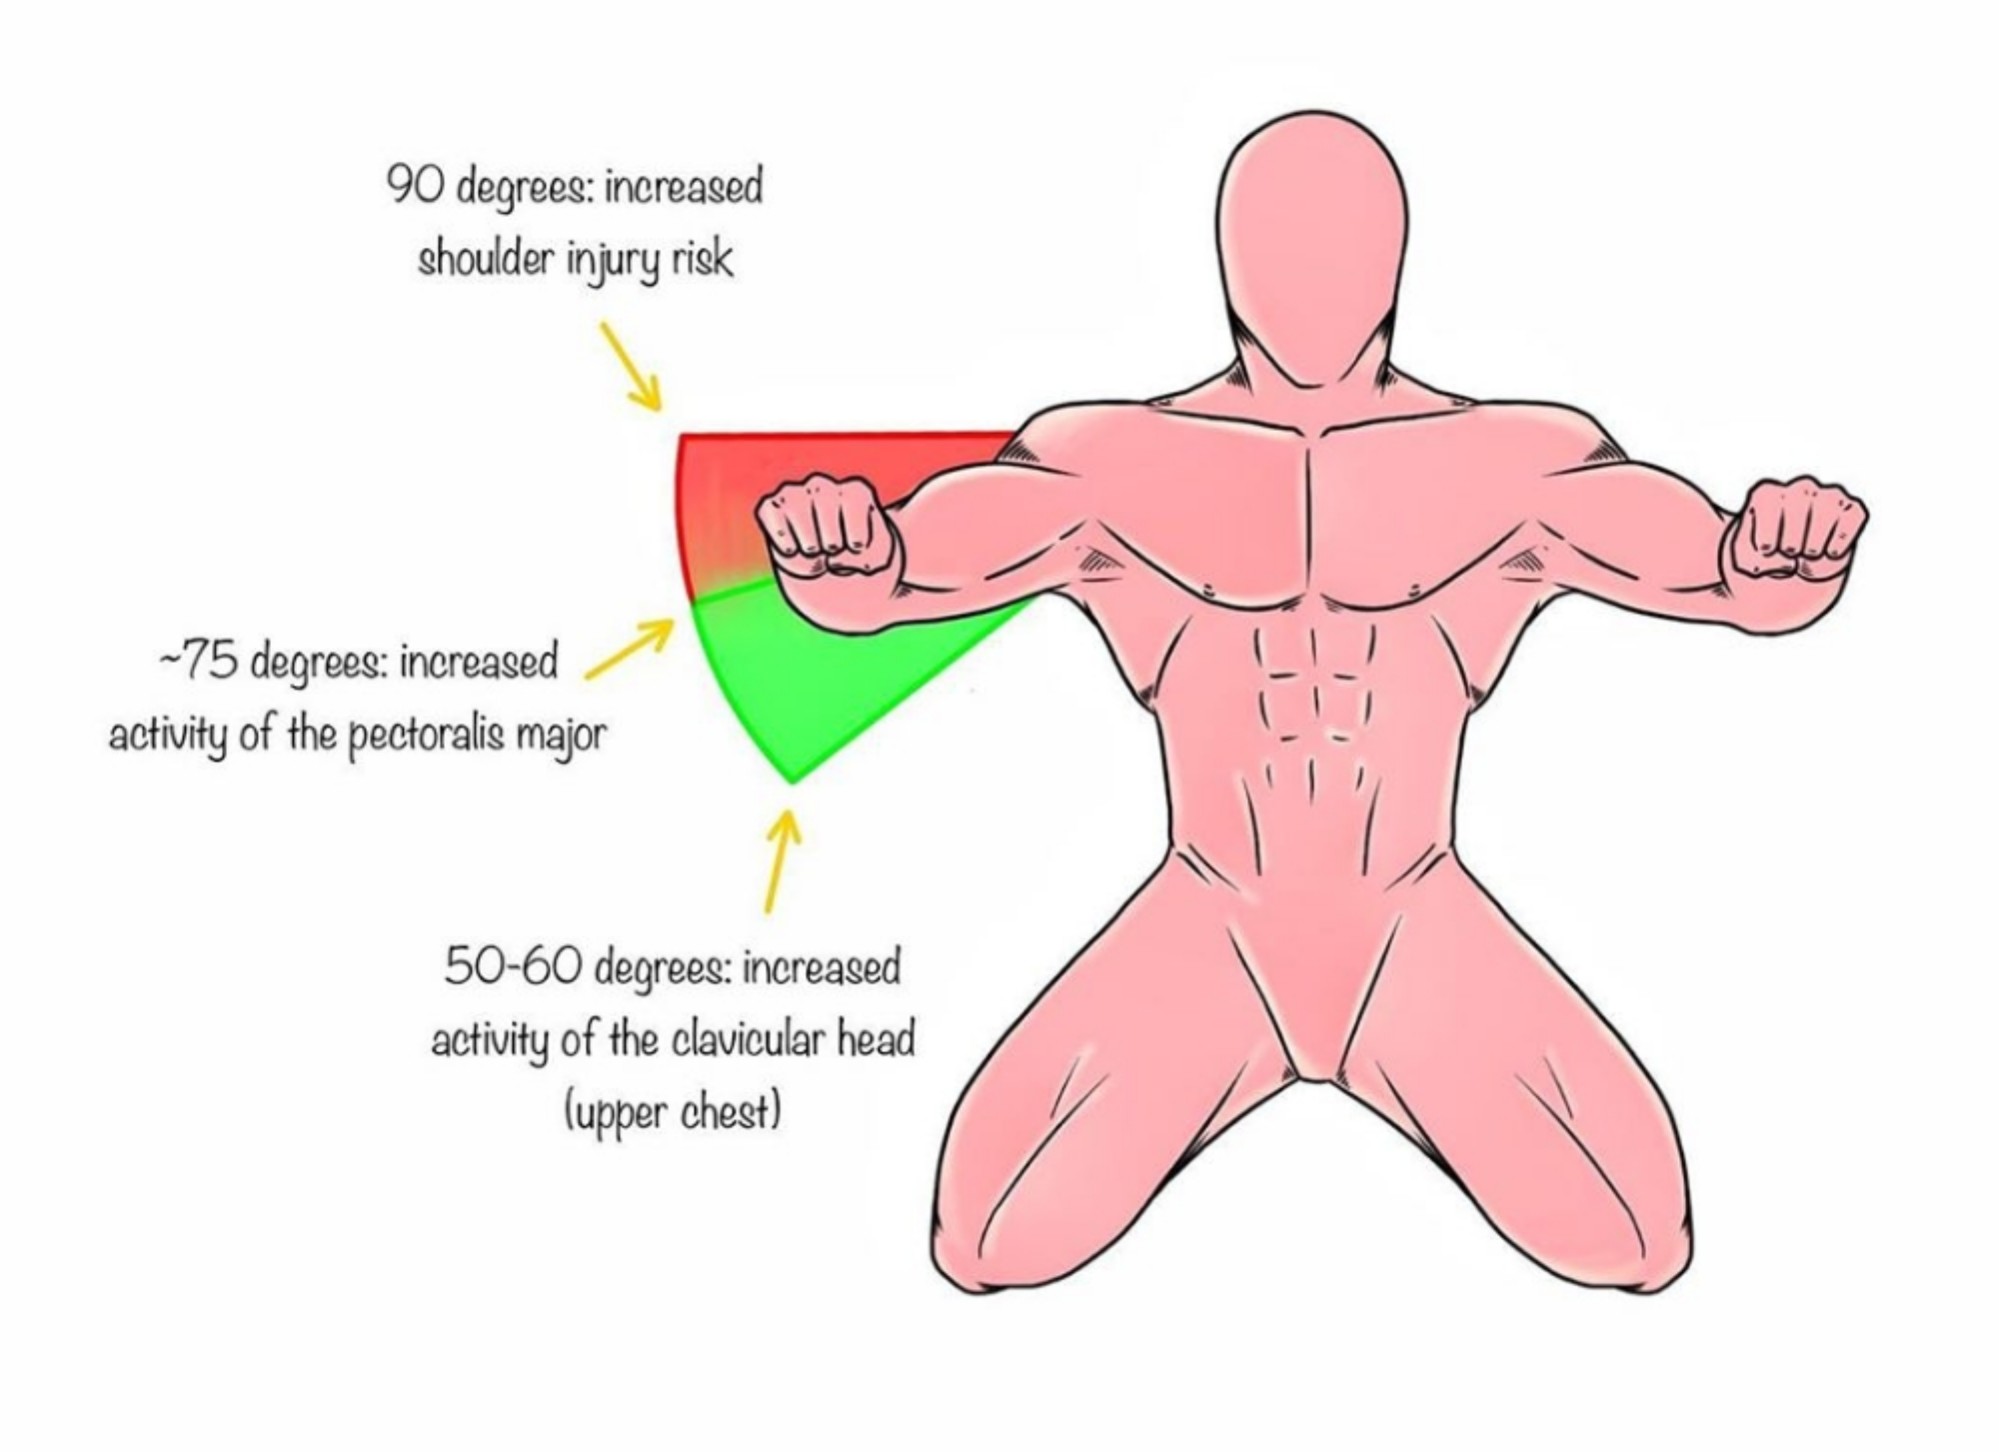 90 degrees: increased
shoulder injury risk
~75 degrees: increased
activity of the pectoralis major
50-60 degrees: increased
activity of the clavicular head
(upper chest)